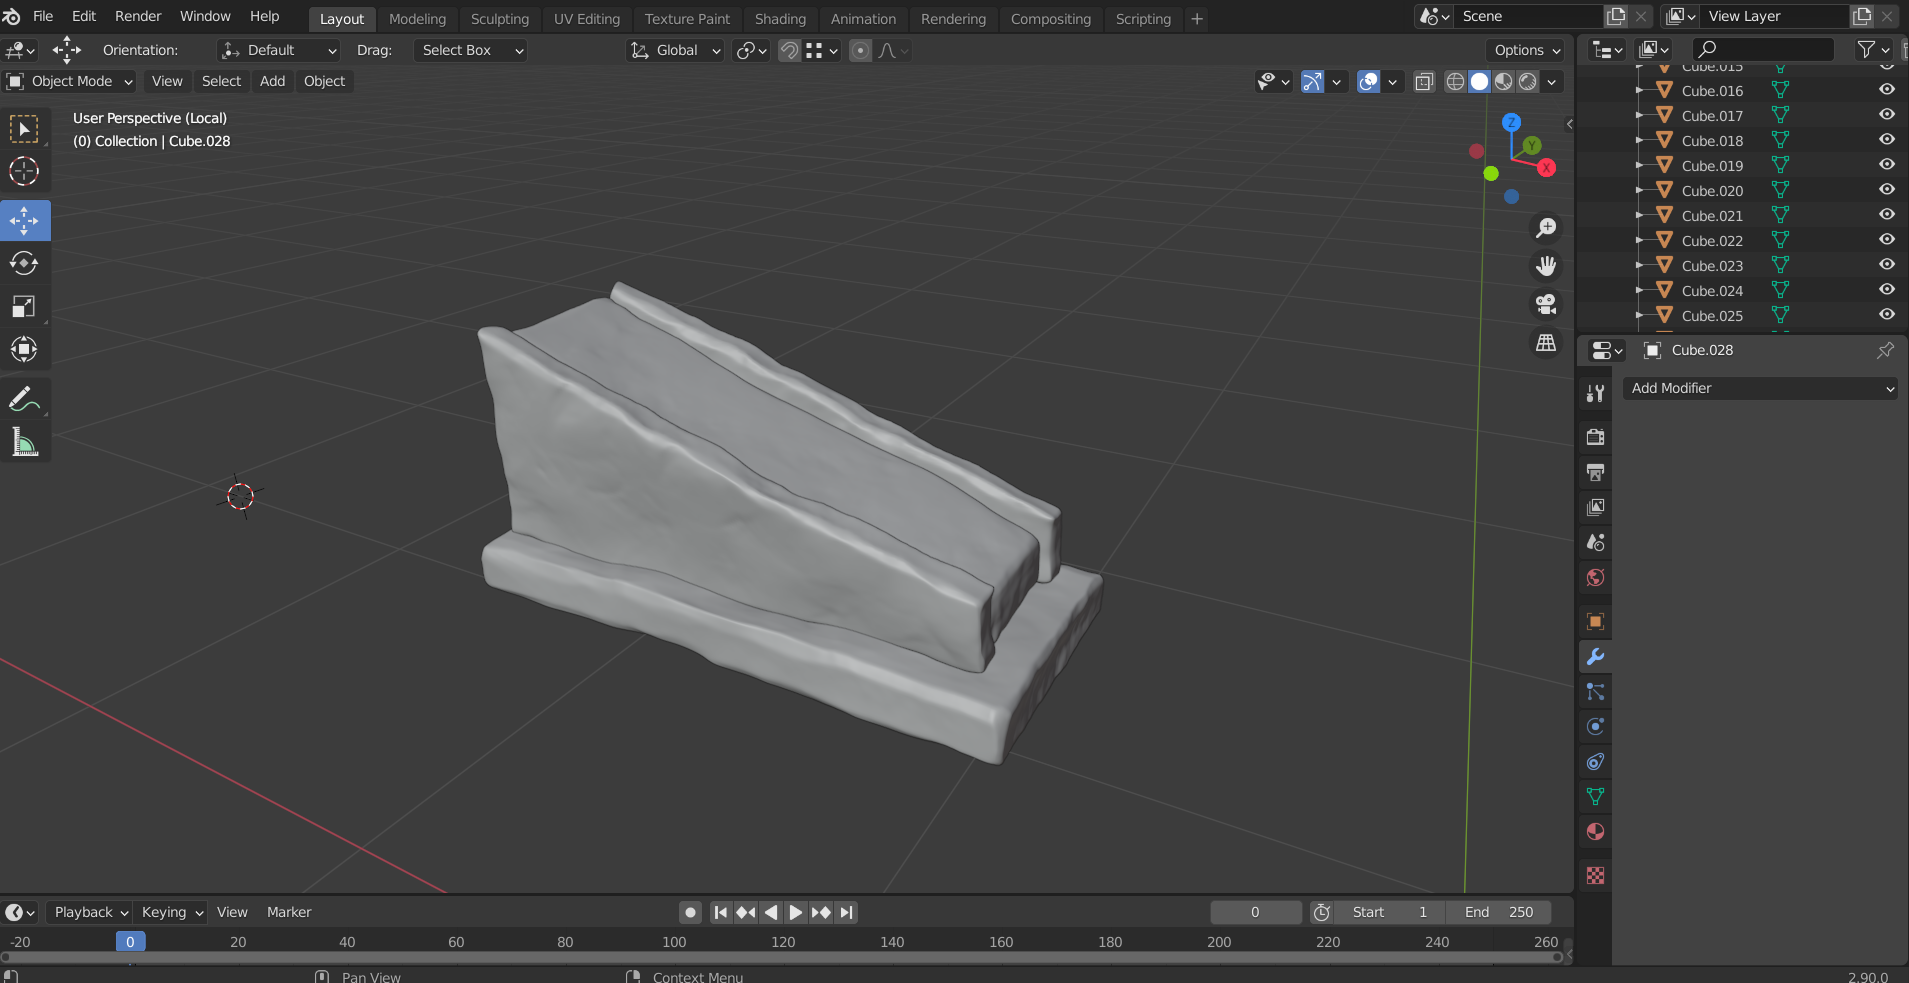 File Edit Render Window Help Layout Modeling Sculpting UV Editing Texture Paint Shading Animation Rendering Compositing Scripting + Scene View Layer
Orientation: Default Drag: Select Box Global Options
Object Mode View Select Add Object
User Perspective (Local)
(0) Collection | Cube.028
Z
Y
X
Cube.015
Cube.016
Cube.017
Cube.018
Cube.019
Cube.020
Cube.021
Cube.022
Cube.023
Cube.024
Cube.025
Cube.028
Add Modifier
Playback Keying View Marker 0 Start 1 End 250
-20 0 20 40 60 80 100 120 140 160 180 200 220 240 260
Pan View Context Menu 2.90.0